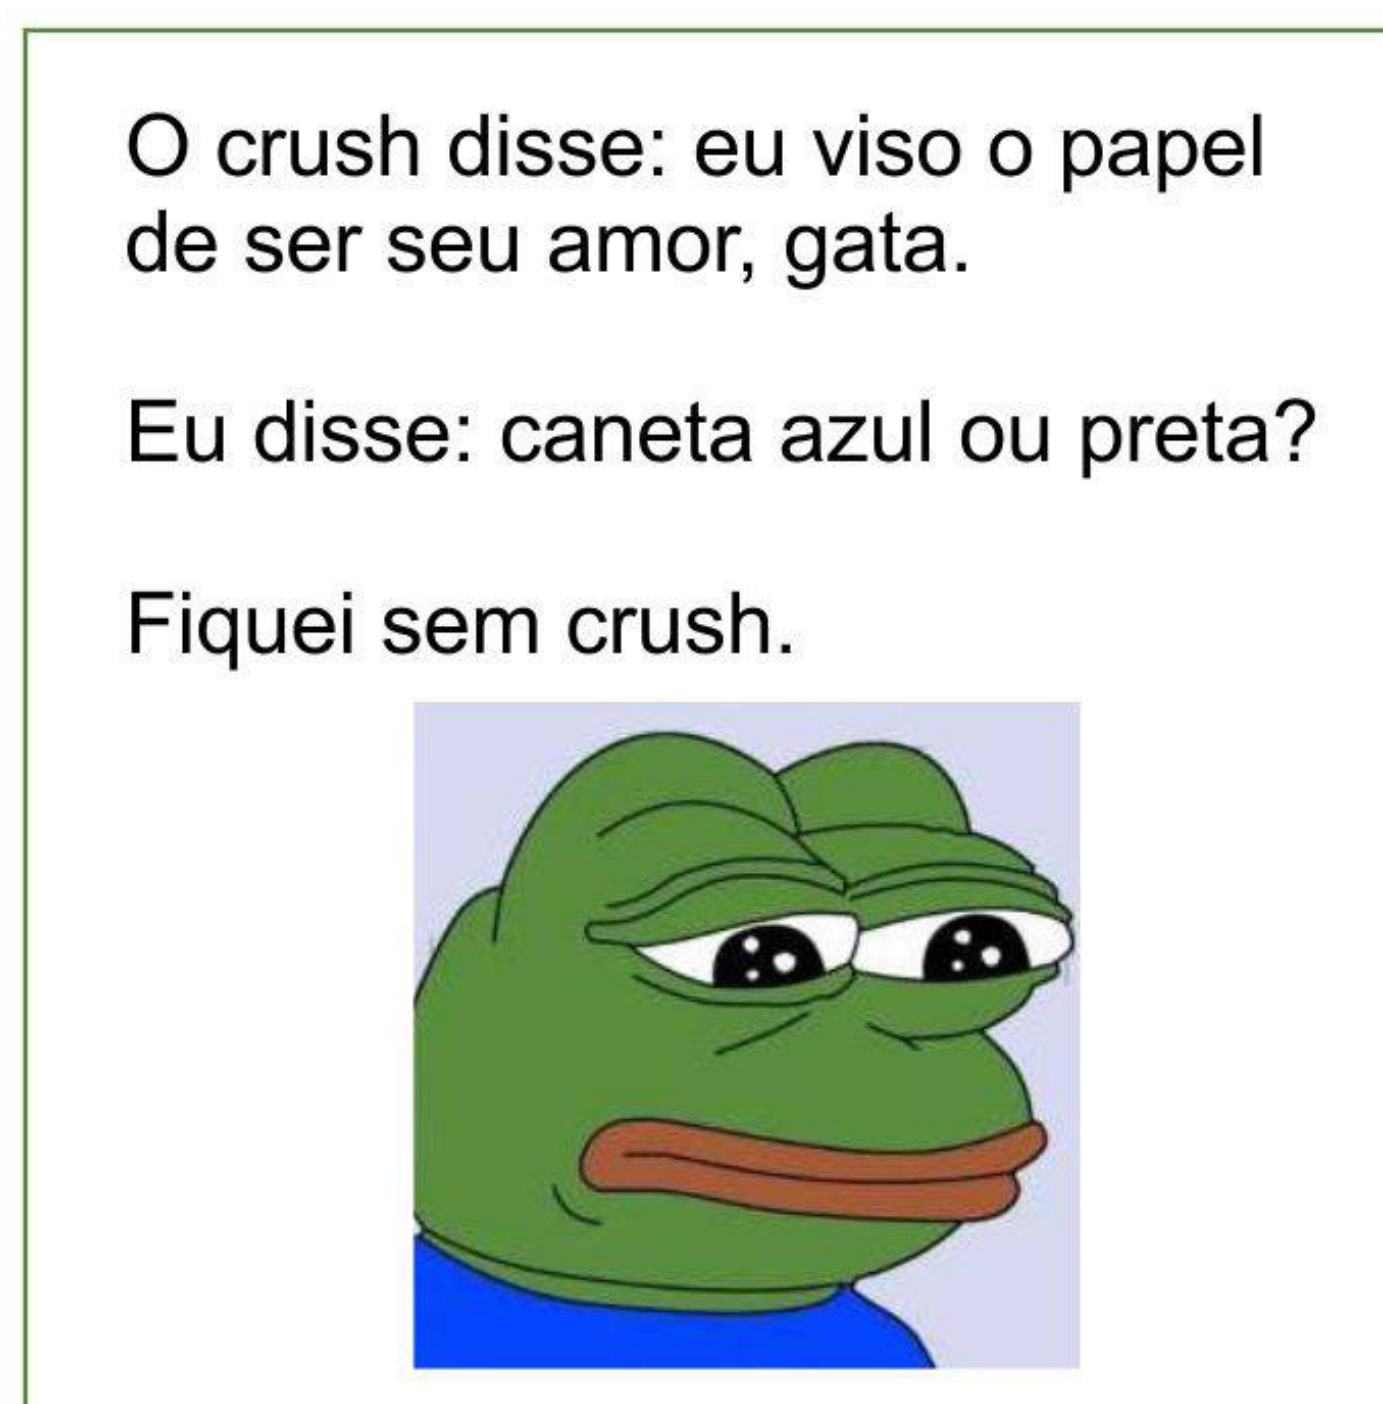 O crush disse: eu viso o papel
de ser seu amor, gata.
Eu disse: caneta azul ou preta?
Fiquei sem crush.